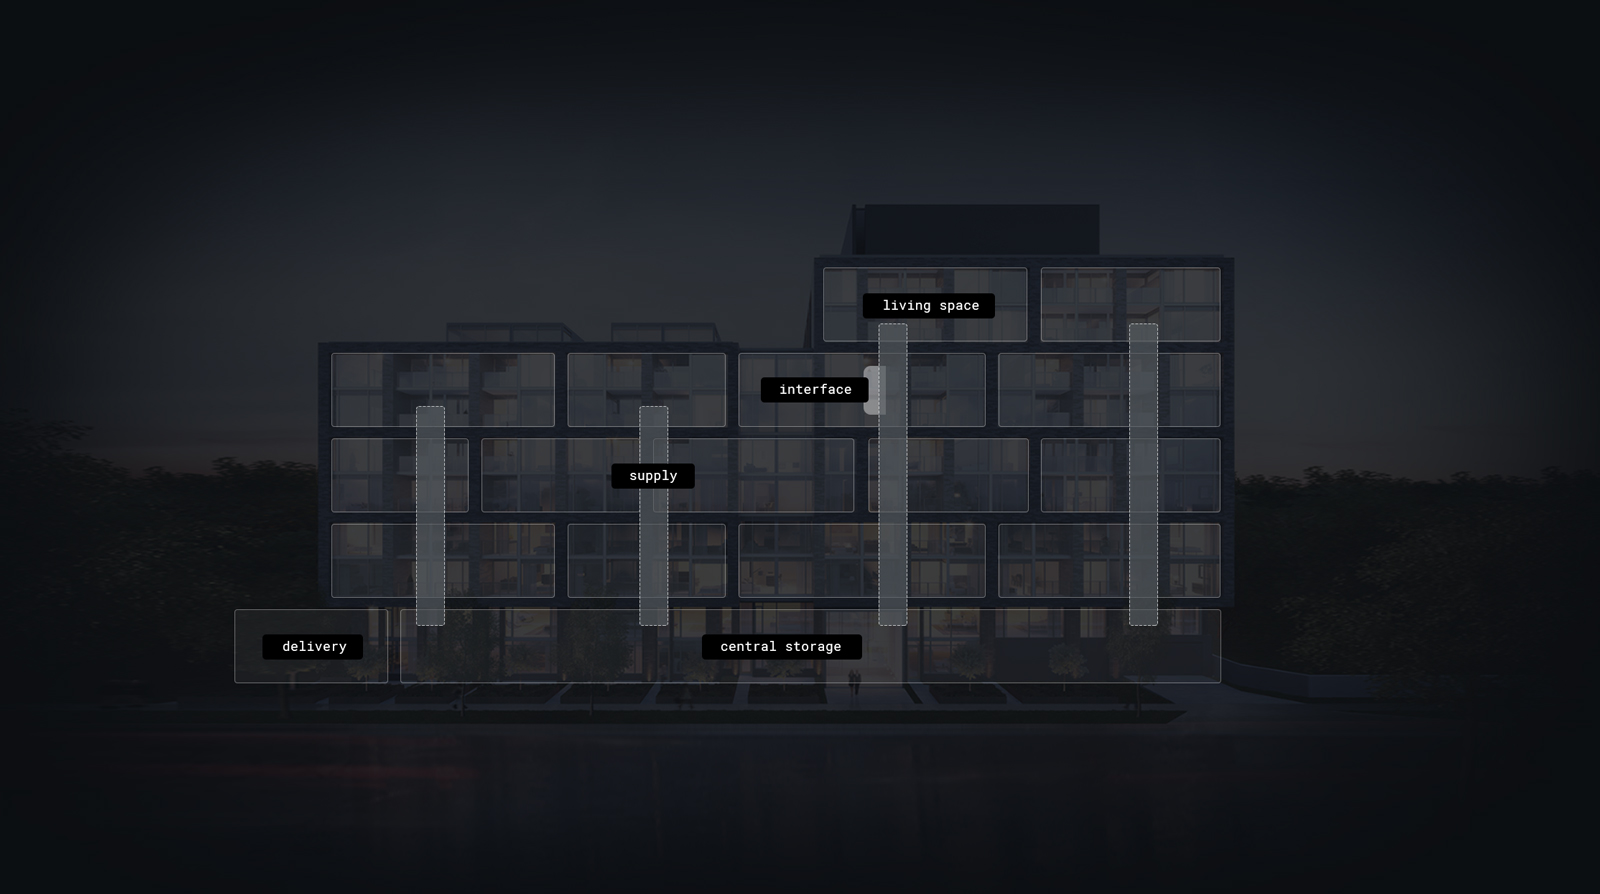 living space
interface
supply
delivery
central storage